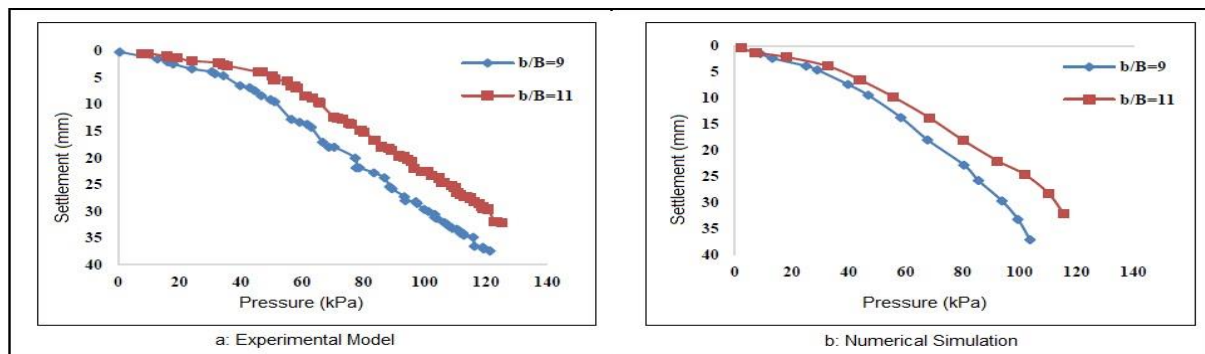 0
5
10
15
20
25
30
35
40
Settlement (mm)
0 20 40 60 80 100 120 140
Pressure (kPa)
b/B=9
b/B=11
a: Experimental Model
0
5
10
15
20
25
30
35
40
Settlement (mm)
0 20 40 60 80 100 120 140
Pressure (kPa)
b/B=9
b/B=11
b: Numerical Simulation